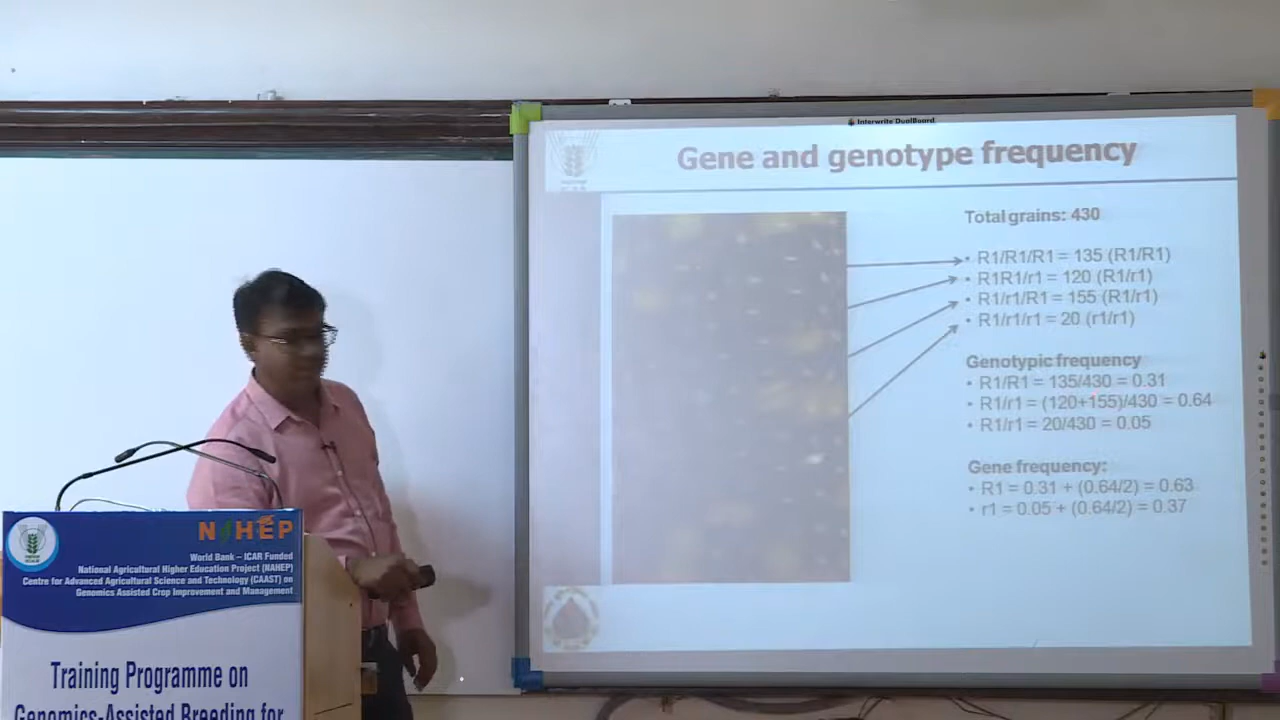 Interwrite DualBoard
Gene and genotype frequency
Total grains: 430
• R1/R1/R1 = 135 (R1/R1)
• R1R1/r1 = 120 (R1/r1)
• R1/r1/R1 = 155 (R1/r1)
• R1/r1/r1 = 20 (r1/r1)
Genotypic frequency
• R1/R1 = 135/430 = 0.31
• R1/r1 = (120+155)/430 = 0.64
• R1/r1 = 20/430 = 0.05
Gene frequency:
• R1 = 0.31 + (0.64/2) = 0.63
• r1 = 0.05 + (0.64/2) = 0.37
NAHEP
World Bank – ICAR Funded
National Agricultural Higher Education Project (NAHEP)
Centre for Advanced Agricultural Science and Technology (CAAST) on
Genomics Assisted Crop Improvement and Management
Training Programme on
Genomics-Assisted Breeding for